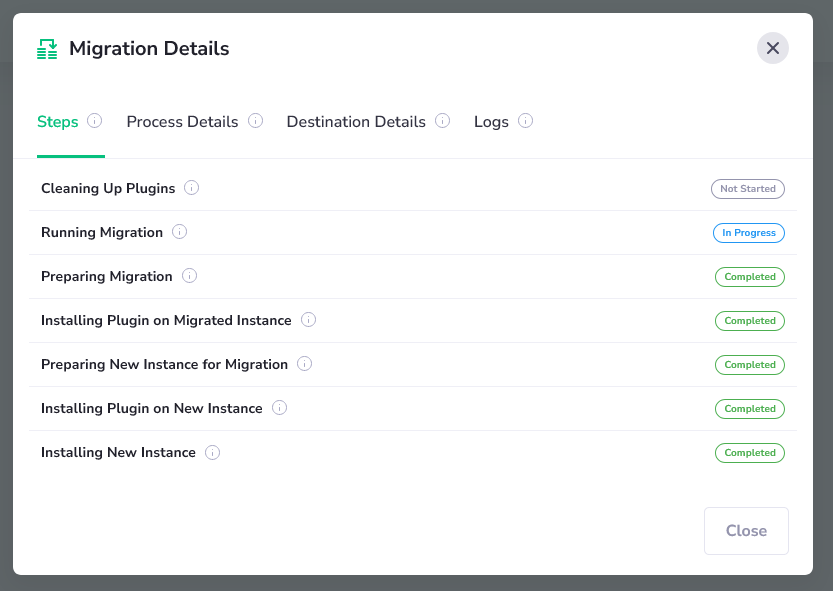 Migration Details
Steps Process Details Destination Details Logs
Cleaning Up Plugins Not Started
Running Migration In Progress
Preparing Migration Completed
Installing Plugin on Migrated Instance Completed
Preparing New Instance for Migration Completed
Installing Plugin on New Instance Completed
Installing New Instance Completed
Close